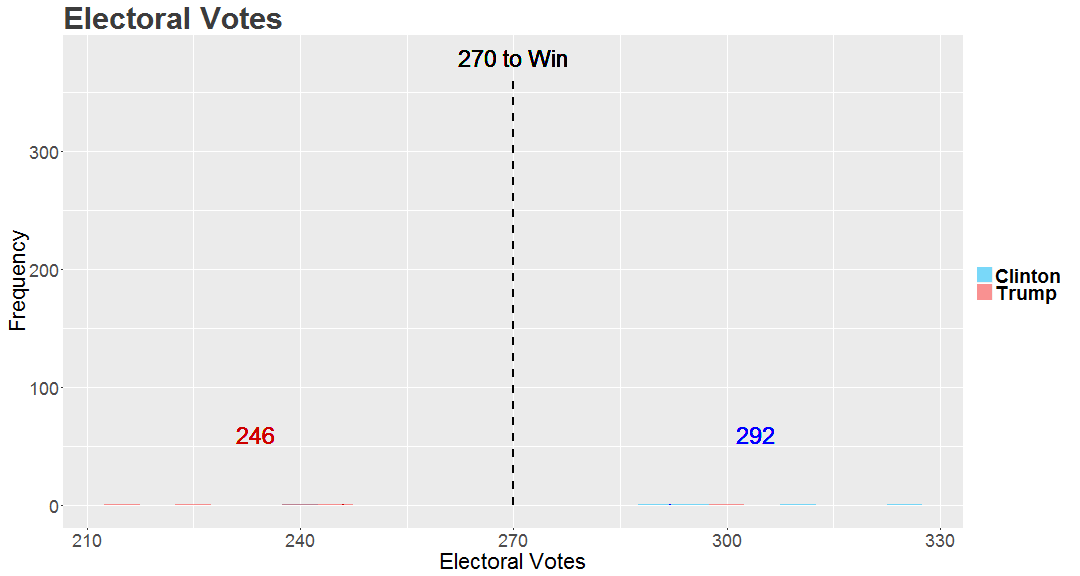 Electoral Votes
270 to Win
300
200
100
0
Frequency
246
292
210 240 270 300 330
Electoral Votes
Clinton
Trump